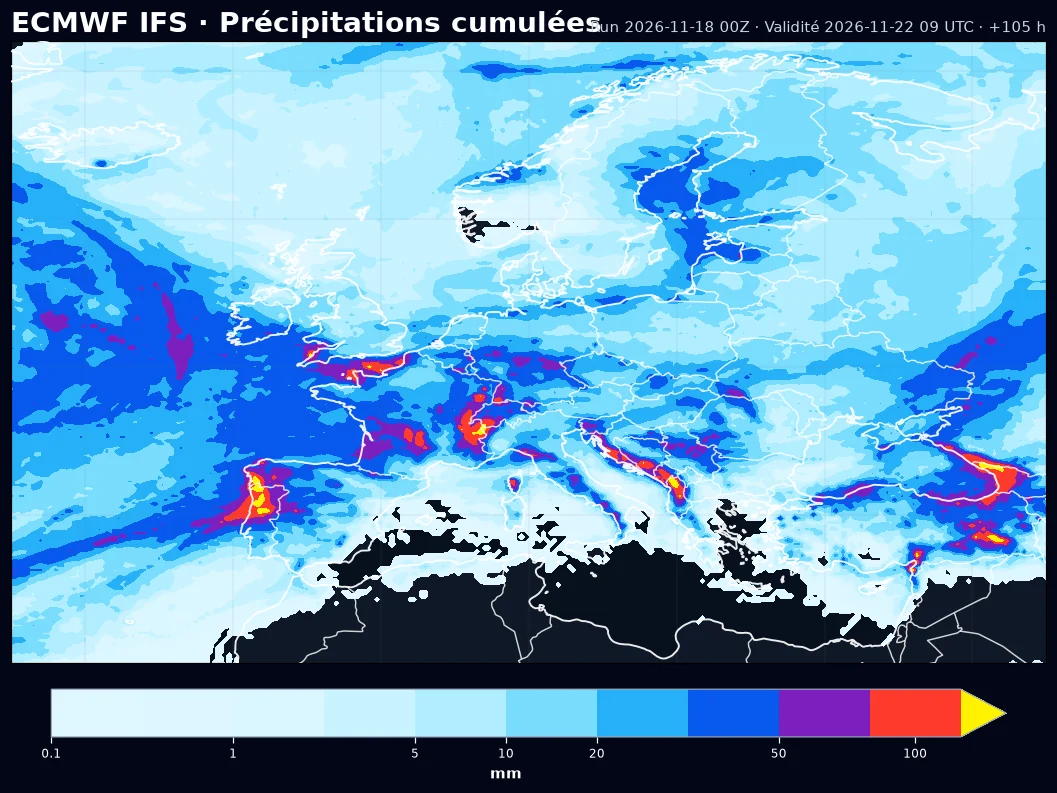 ECMWF IFS · Précipitations cumulées
Run 2026-11-18 00Z · Validité 2026-11-22 09 UTC · +105 h
0.1 1 5 10 20 50 100
mm